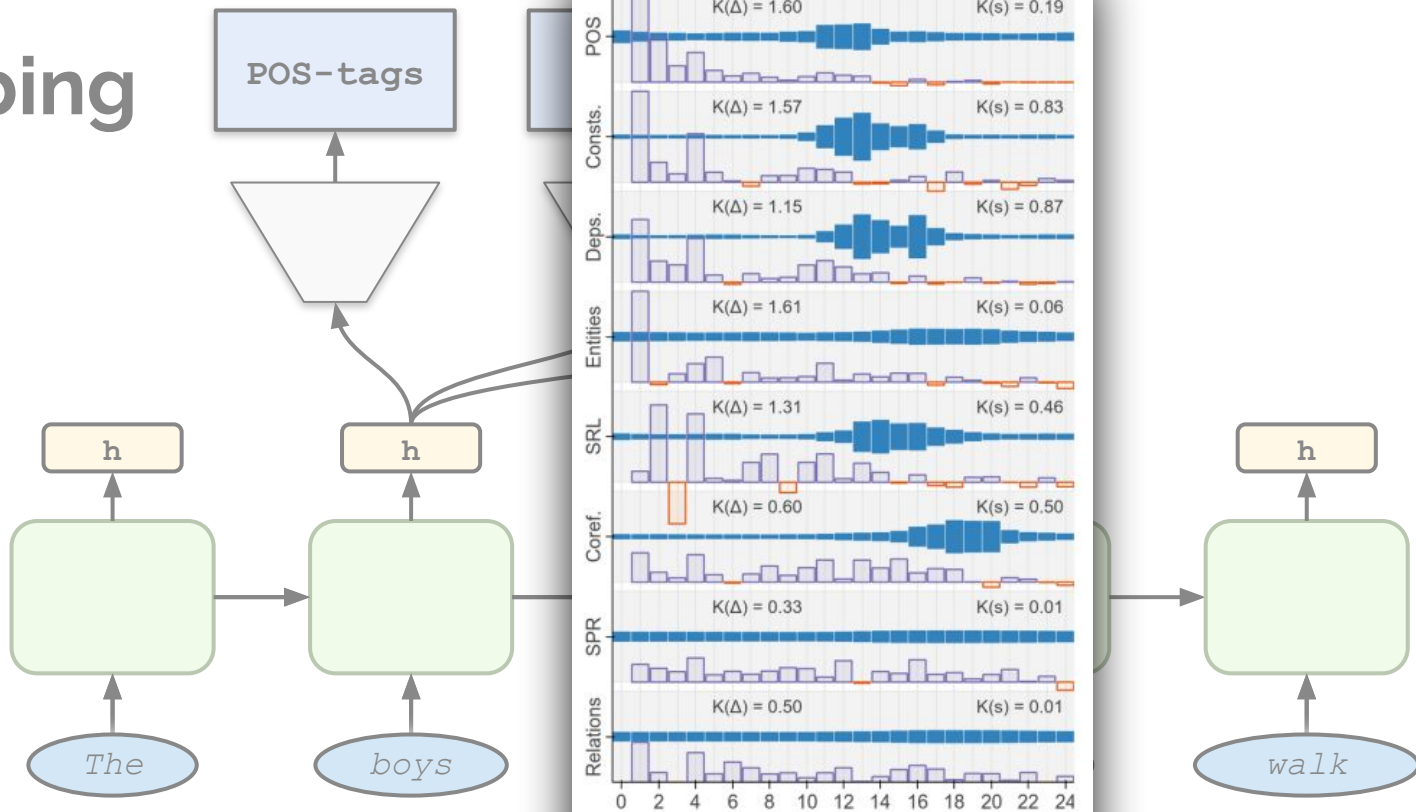 bing
POS-tags
h
h
h
The
boys
walk
POS
K(Δ) = 1.60
K(s) = 0.19
Consts.
K(Δ) = 1.57
K(s) = 0.83
Deps.
K(Δ) = 1.15
K(s) = 0.87
Entities
K(Δ) = 1.61
K(s) = 0.06
SRL
K(Δ) = 1.31
K(s) = 0.46
Coref.
K(Δ) = 0.60
K(s) = 0.50
SPR
K(Δ) = 0.33
K(s) = 0.01
Relations
K(Δ) = 0.50
K(s) = 0.01
0 2 4 6 8 10 12 14 16 18 20 22 24